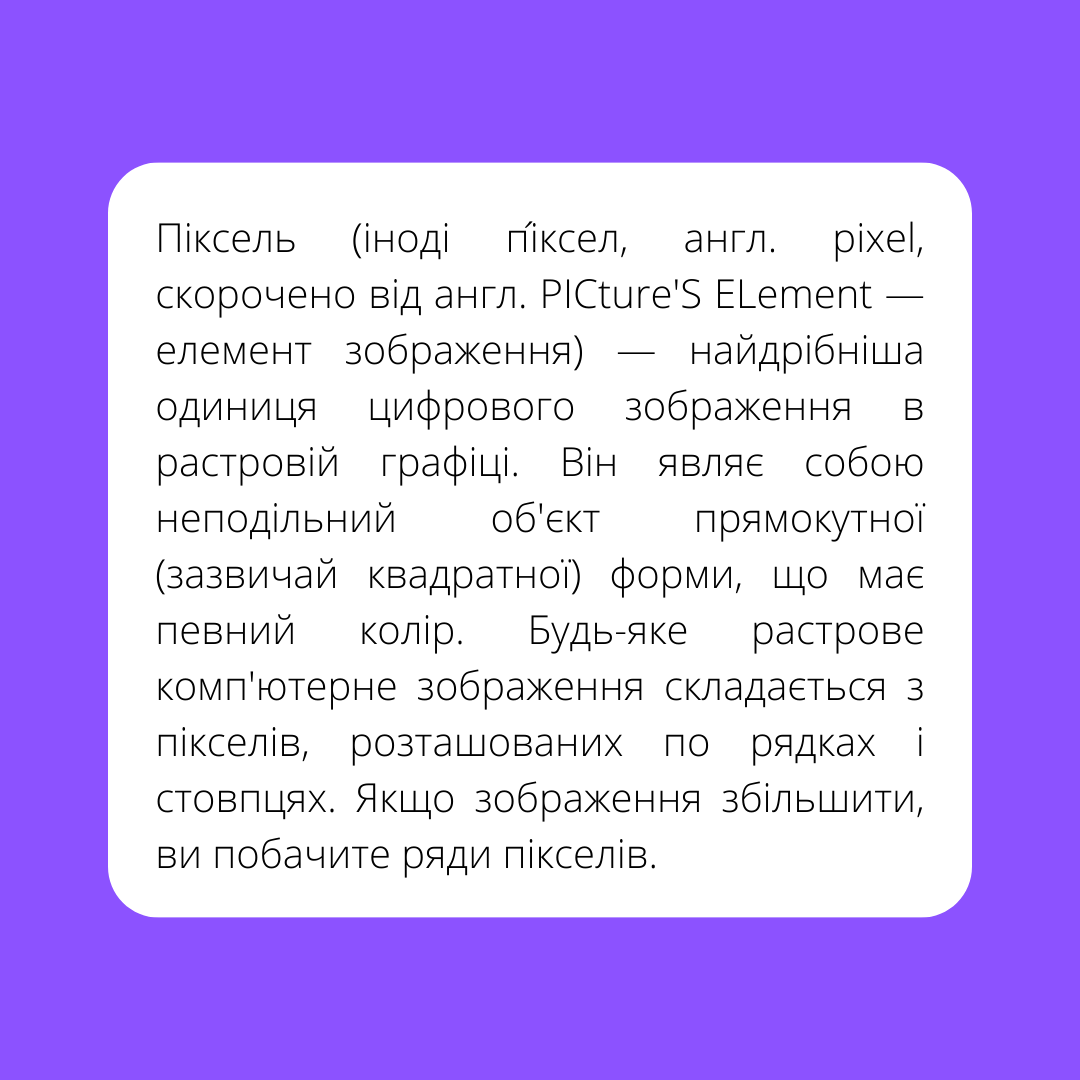 Піксель (іноді пі́ксел, англ. pixel,
скорочено від англ. PICture'S ELement —
елемент зображення) — найдрібніша
одиниця цифрового зображення в
растровій графіці. Він являє собою
неподільний об'єкт прямокутної
(зазвичай квадратної) форми, що має
певний колір. Будь-яке растрове
комп'ютерне зображення складається з
пікселів, розташованих по рядках і
стовпцях. Якщо зображення збільшити,
ви побачите ряди пікселів.